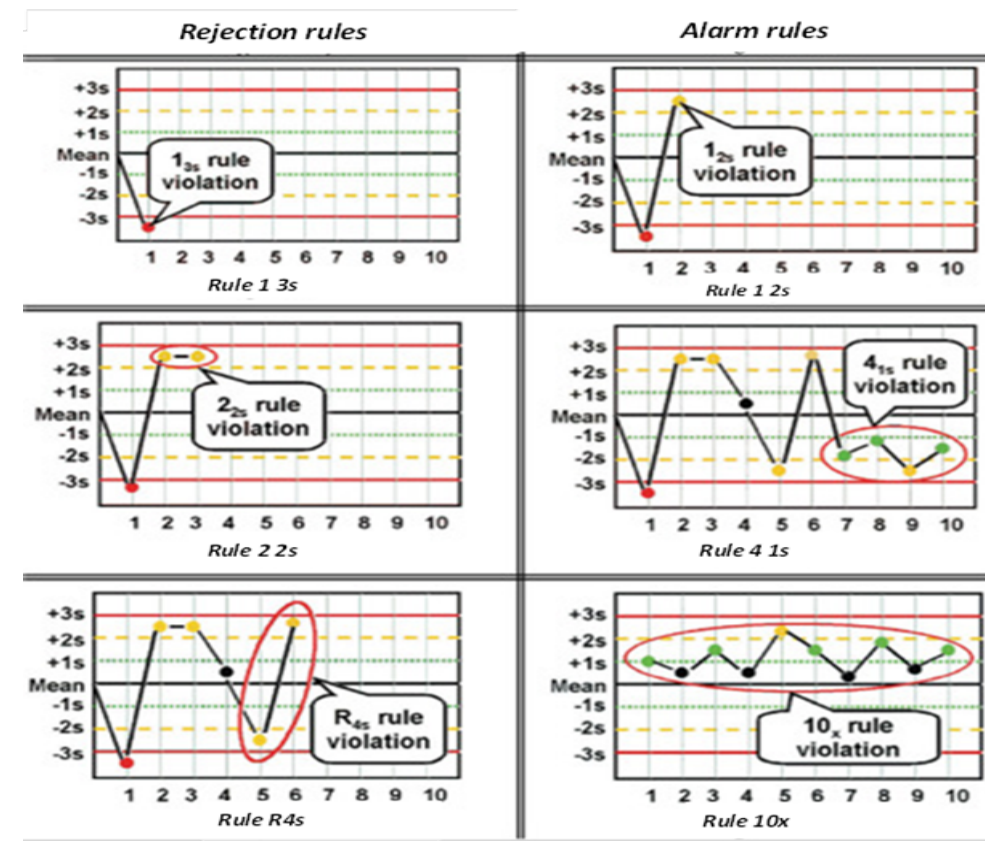 Rejection rules
Alarm rules
+3s
+2s
+1s
Mean
-1s
-2s
-3s
1₃ₛ rule
violation
1 2 3 4 5 6 7 8 9 10
Rule 1 3s
+3s
+2s
+1s
Mean
-1s
-2s
-3s
1₂ₛ rule
violation
1 2 3 4 5 6 7 8 9 10
Rule 1 2s
+3s
+2s
+1s
Mean
-1s
-2s
-3s
2₂ₛ rule
violation
1 2 3 4 5 6 7 8 9 10
Rule 2 2s
+3s
+2s
+1s
Mean
-1s
-2s
-3s
4₁ₛ rule
violation
1 2 3 4 5 6 7 8 9 10
Rule 4 1s
+3s
+2s
+1s
Mean
-1s
-2s
-3s
R₄ₛ rule
violation
1 2 3 4 5 6 7 8 9 10
Rule R4s
+3s
+2s
+1s
Mean
-1s
-2s
-3s
10ₓ rule
violation
1 2 3 4 5 6 7 8 9 10
Rule 10x